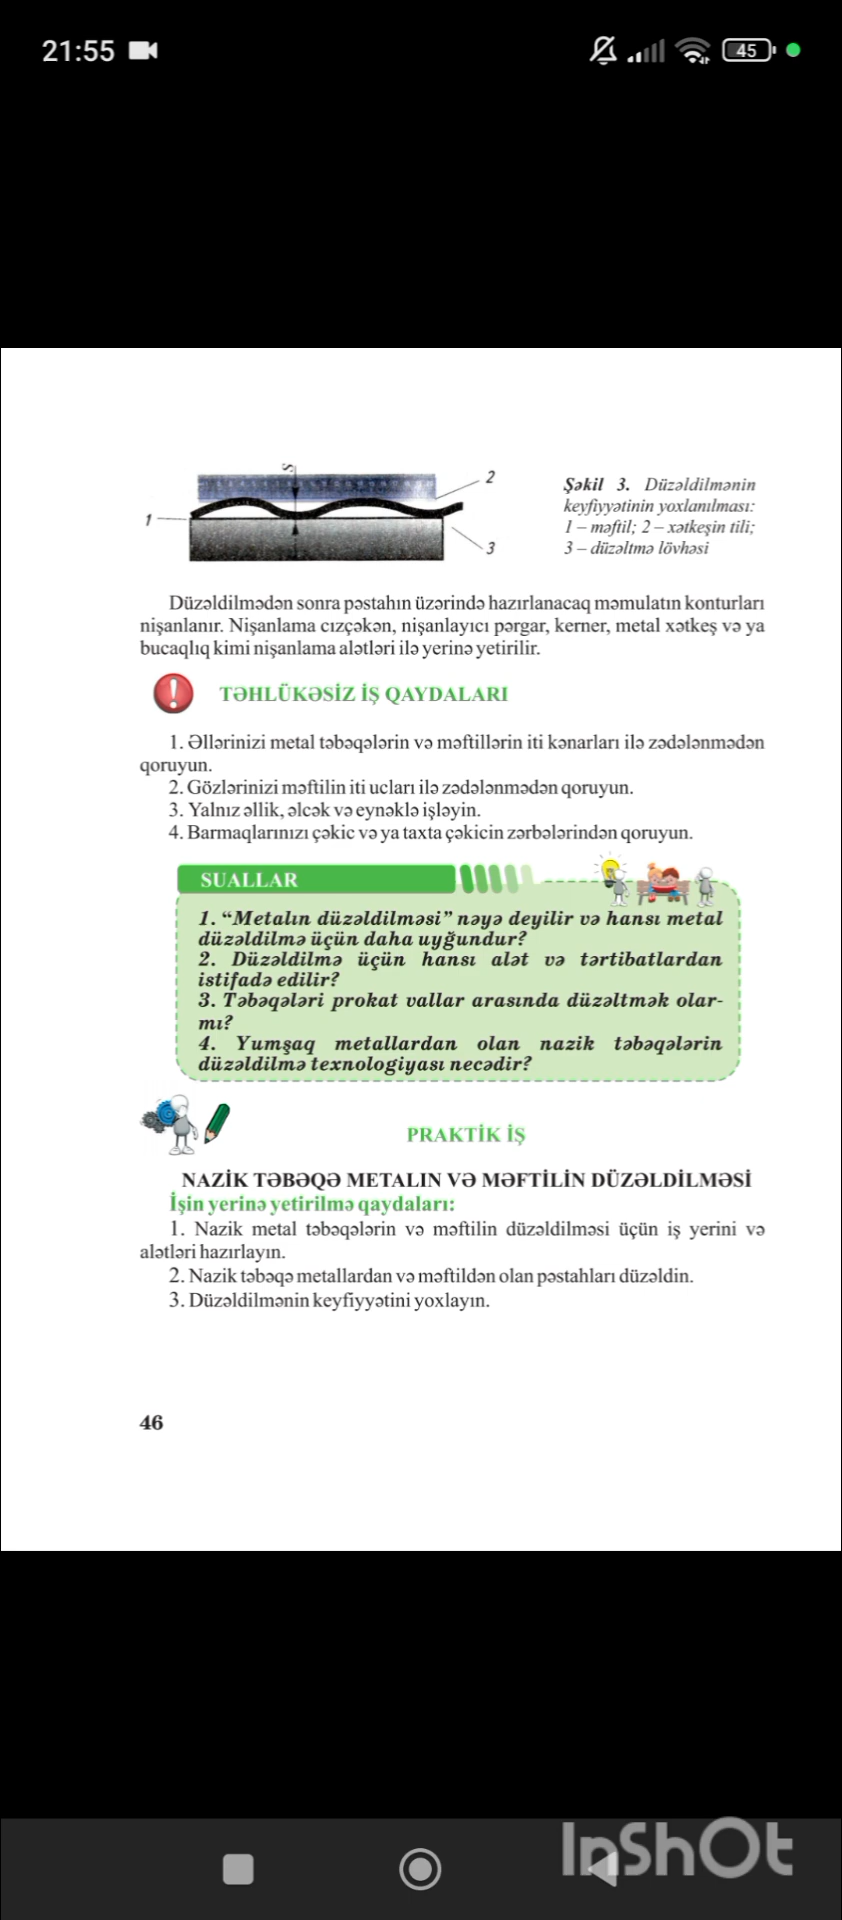 21:55
45
S
2
1
3
Şəkil 3. Düzəldilmənin
keyfiyyətinin yoxlanılması:
1 – məftil; 2 – xətkeşin tili;
3 – düzəltmə lövhəsi
Düzəldilmədən sonra pəstahın üzərində hazırlanacaq məmulatın konturları
nişanlanır. Nişanlama cızçəkən, nişanlayıcı pərgar, kerner, metal xətkeş və ya
bucaqlıq kimi nişanlama alətləri ilə yerinə yetirilir.
!
TƏHLÜKƏSİZ İŞ QAYDALARI
1. Əllərinizi metal təbəqələrin və məftillərin iti kənarları ilə zədələnmədən
qoruyun.
2. Gözlərinizi məftilin iti ucları ilə zədələnmədən qoruyun.
3. Yalnız əllik, əlcək və eynəklə işləyin.
4. Barmaqlarınızı çəkic və ya taxta çəkicin zərbələrindən qoruyun.
SUALLAR
1. “Metalın düzəldilməsi” nəyə deyilir və hansı metal
düzəldilmə üçün daha uyğundur?
2. Düzəldilmə üçün hansı alət və tərtibatlardan
istifadə edilir?
3. Təbəqələri prokat vallar arasında düzəltmək olar-
mı?
4. Yumşaq metallardan olan nazik təbəqələrin
düzəldilmə texnologiyası necədir?
PRAKTİK İŞ
NAZİK TƏBƏQƏ METALIN VƏ MƏFTİLİN DÜZƏLDİLMƏSİ
İşin yerinə yetirilmə qaydaları:
1. Nazik metal təbəqələrin və məftilin düzəldilməsi üçün iş yerini və
alətləri hazırlayın.
2. Nazik təbəqə metallardan və məftildən olan pəstahları düzəldin.
3. Düzəldilmənin keyfiyyətini yoxlayın.
46
InShOt